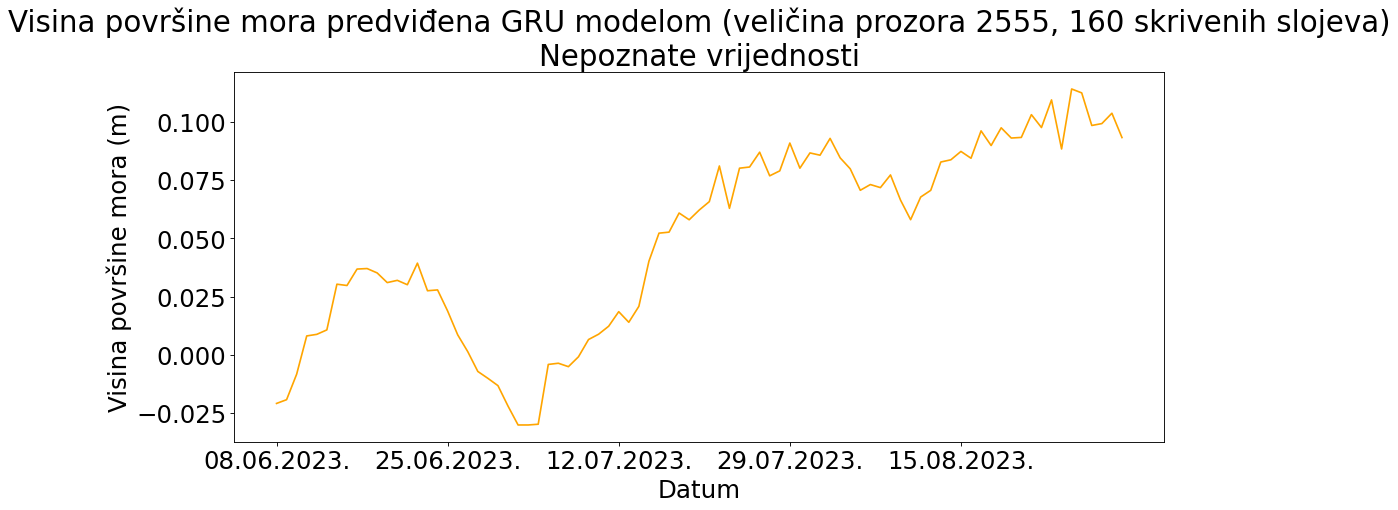 Visina površine mora predviđena GRU modelom (veličina prozora 2555, 160 skrivenih slojeva)
Nepoznate vrijednosti
Visina površine mora (m)
0.100
0.075
0.050
0.025
0.000
−0.025
08.06.2023. 25.06.2023. 12.07.2023. 29.07.2023. 15.08.2023.
Datum